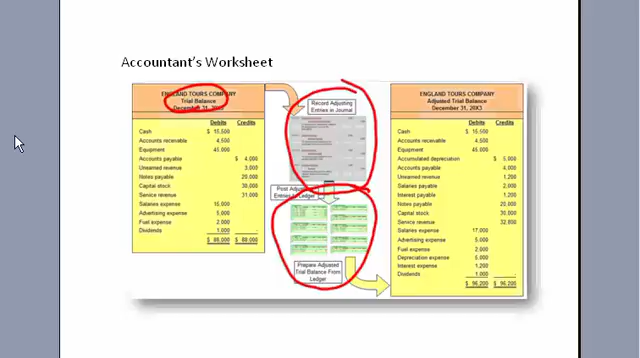 Accountant's Worksheet
ENGLAND TOURS COMPANY
Trial Balance
December 31, 20X3
Debits Credits
Cash $ 15,500
Accounts receivable 4,500
Equipment 45,000
Accounts payable $ 4,000
Unearned revenue 3,000
Notes payable 20,000
Capital stock 30,000
Service revenue 31,000
Salaries expense 15,000
Advertising expense 5,000
Fuel expense 2,000
Dividends 1,000 -
$ 88,000 $ 88,000
Record Adjusting
Entries in Journal
Post Adjusting
Entries to Ledger
Prepare Adjusted
Trial Balance From
Ledger
ENGLAND TOURS COMPANY
Adjusted Trial Balance
December 31, 20X3
Debits Credits
Cash $ 15,500
Accounts receivable 4,500
Equipment 45,000
Accumulated depreciation $ 5,000
Accounts payable 4,000
Unearned revenue 1,200
Salaries payable 2,000
Interest payable 1,200
Notes payable 20,000
Capital stock 30,000
Service revenue 32,800
Salaries expense 17,000
Advertising expense 5,000
Fuel expense 2,000
Depreciation expense 5,000
Interest expense 1,200
Dividends 1,000 -
$ 96,200 $ 96,200